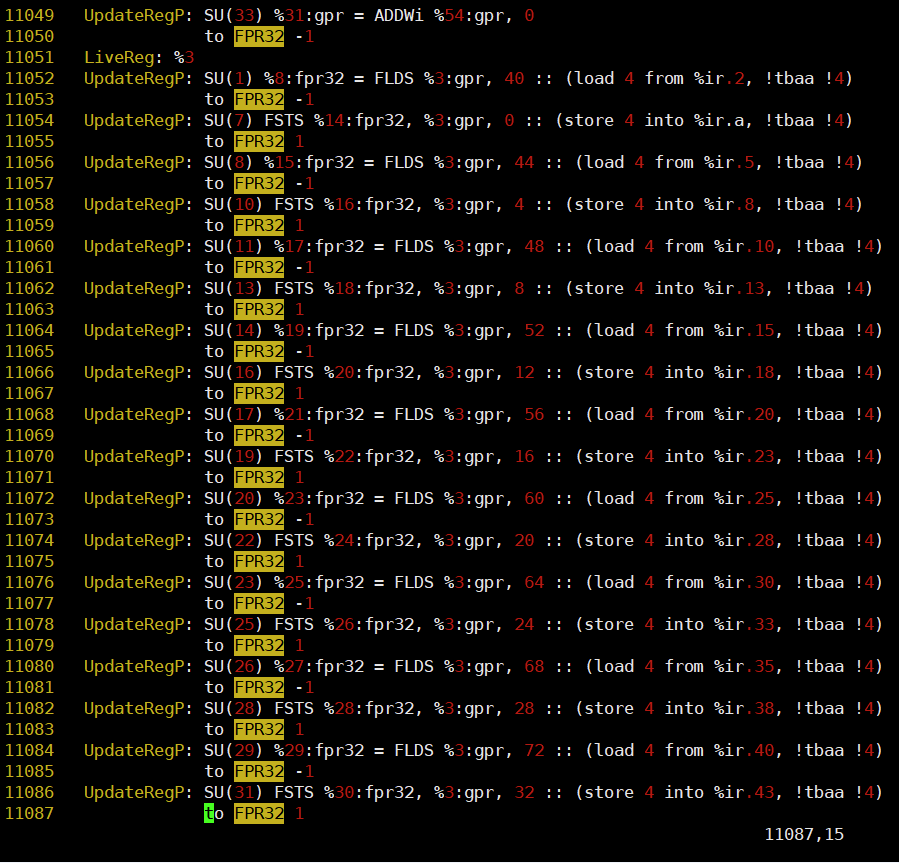 11049   UpdateRegP: SU(33) %31:gpr = ADDWi %54:gpr, 0
11050               to FPR32 -1
11051   LiveReg: %3
11052   UpdateRegP: SU(1) %8:fpr32 = FLDS %3:gpr, 40 :: (load 4 from %ir.2, !tbaa !4)
11053               to FPR32 -1
11054   UpdateRegP: SU(7) FSTS %14:fpr32, %3:gpr, 0 :: (store 4 into %ir.a, !tbaa !4)
11055               to FPR32 1
11056   UpdateRegP: SU(8) %15:fpr32 = FLDS %3:gpr, 44 :: (load 4 from %ir.5, !tbaa !4)
11057               to FPR32 -1
11058   UpdateRegP: SU(10) FSTS %16:fpr32, %3:gpr, 4 :: (store 4 into %ir.8, !tbaa !4)
11059               to FPR32 1
11060   UpdateRegP: SU(11) %17:fpr32 = FLDS %3:gpr, 48 :: (load 4 from %ir.10, !tbaa !4)
11061               to FPR32 -1
11062   UpdateRegP: SU(13) FSTS %18:fpr32, %3:gpr, 8 :: (store 4 into %ir.13, !tbaa !4)
11063               to FPR32 1
11064   UpdateRegP: SU(14) %19:fpr32 = FLDS %3:gpr, 52 :: (load 4 from %ir.15, !tbaa !4)
11065               to FPR32 -1
11066   UpdateRegP: SU(16) FSTS %20:fpr32, %3:gpr, 12 :: (store 4 into %ir.18, !tbaa !4)
11067               to FPR32 1
11068   UpdateRegP: SU(17) %21:fpr32 = FLDS %3:gpr, 56 :: (load 4 from %ir.20, !tbaa !4)
11069               to FPR32 -1
11070   UpdateRegP: SU(19) FSTS %22:fpr32, %3:gpr, 16 :: (store 4 into %ir.23, !tbaa !4)
11071               to FPR32 1
11072   UpdateRegP: SU(20) %23:fpr32 = FLDS %3:gpr, 60 :: (load 4 from %ir.25, !tbaa !4)
11073               to FPR32 -1
11074   UpdateRegP: SU(22) FSTS %24:fpr32, %3:gpr, 20 :: (store 4 into %ir.28, !tbaa !4)
11075               to FPR32 1
11076   UpdateRegP: SU(23) %25:fpr32 = FLDS %3:gpr, 64 :: (load 4 from %ir.30, !tbaa !4)
11077               to FPR32 -1
11078   UpdateRegP: SU(25) FSTS %26:fpr32, %3:gpr, 24 :: (store 4 into %ir.33, !tbaa !4)
11079               to FPR32 1
11080   UpdateRegP: SU(26) %27:fpr32 = FLDS %3:gpr, 68 :: (load 4 from %ir.35, !tbaa !4)
11081               to FPR32 -1
11082   UpdateRegP: SU(28) FSTS %28:fpr32, %3:gpr, 28 :: (store 4 into %ir.38, !tbaa !4)
11083               to FPR32 1
11084   UpdateRegP: SU(29) %29:fpr32 = FLDS %3:gpr, 72 :: (load 4 from %ir.40, !tbaa !4)
11085               to FPR32 -1
11086   UpdateRegP: SU(31) FSTS %30:fpr32, %3:gpr, 32 :: (store 4 into %ir.43, !tbaa !4)
11087               to FPR32 1
11087,15